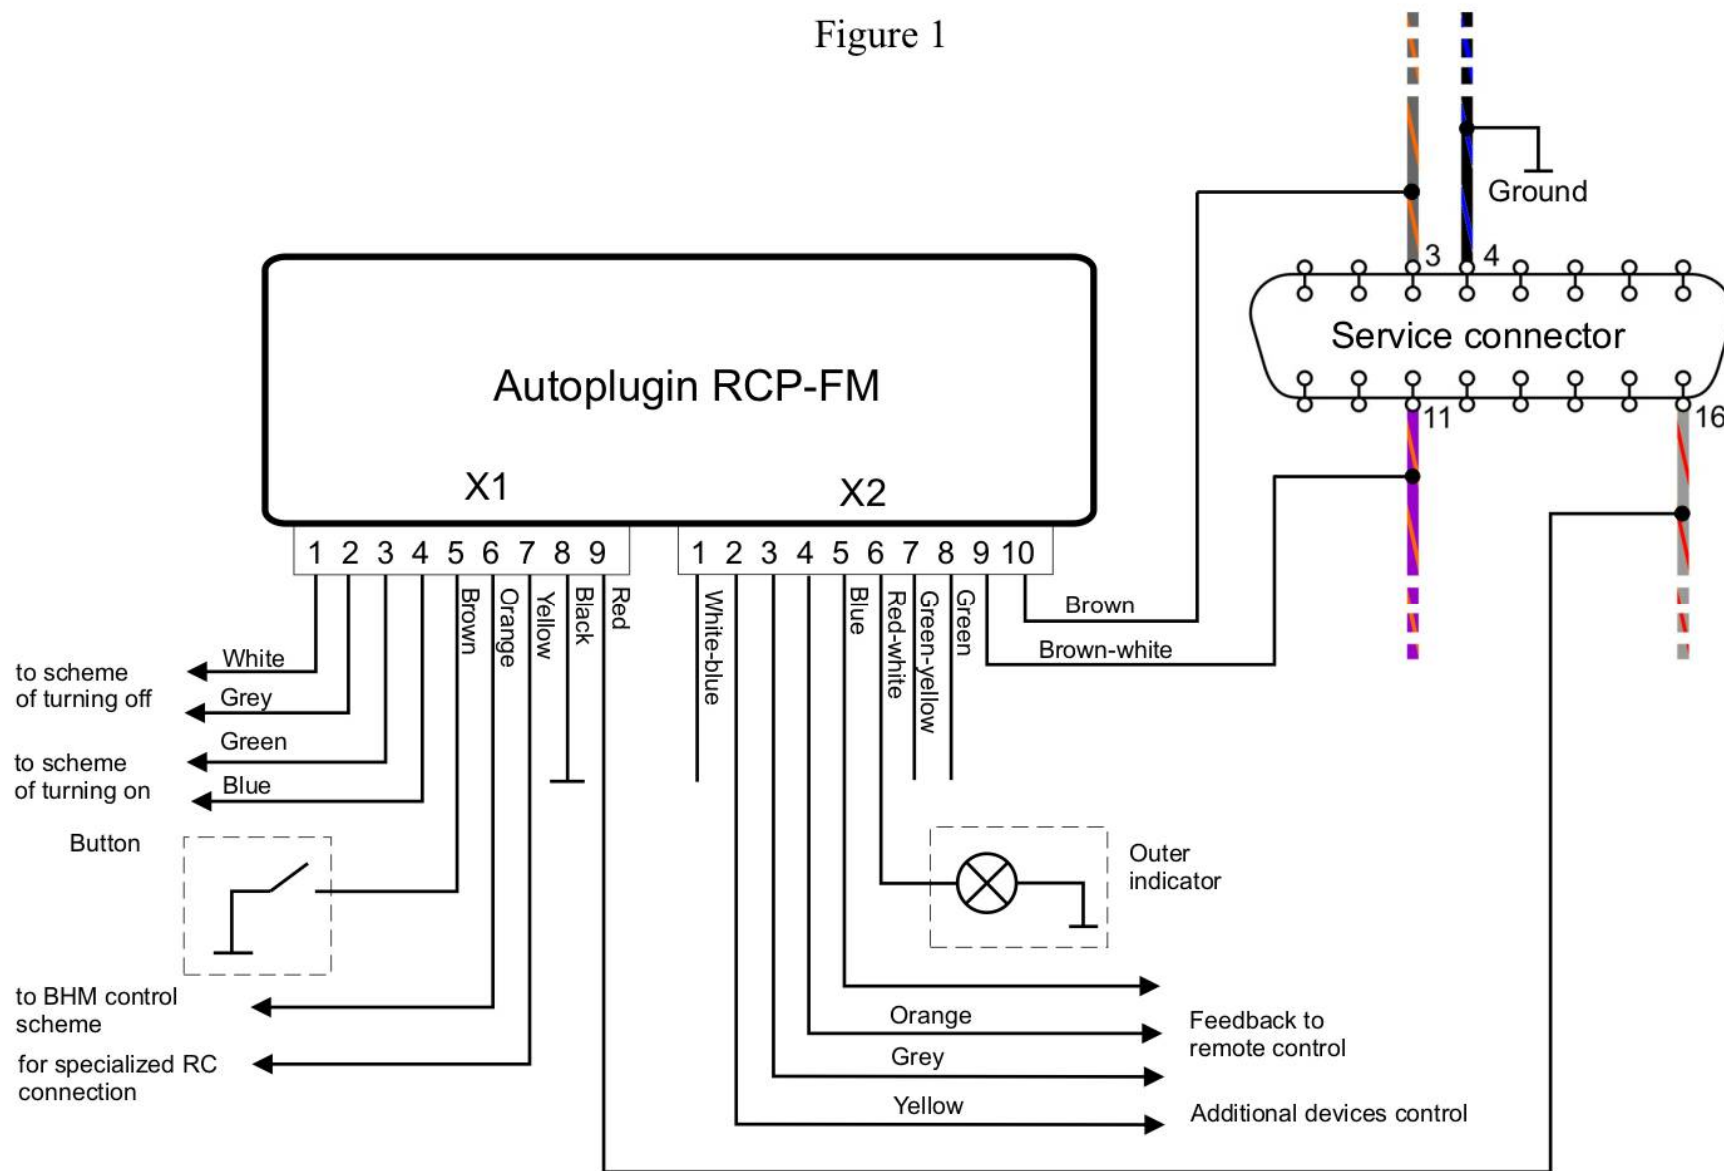 Figure 1
Ground
3 4
Service connector
11 16
Autoplugin RCP-FM
X1 X2
1 2 3 4 5 6 7 8 9
1 2 3 4 5 6 7 8 9 10
Brown
Orange
Yellow
Black
Red
White-blue
Blue
Red-white
Green-yellow
Green
Brown
Brown-white
White
to scheme
of turning off
Grey
Green
to scheme
of turning on
Blue
Button
Outer
indicator
to BHM control
scheme
for specialized RC
connection
Orange
Feedback to
remote control
Grey
Yellow
Additional devices control